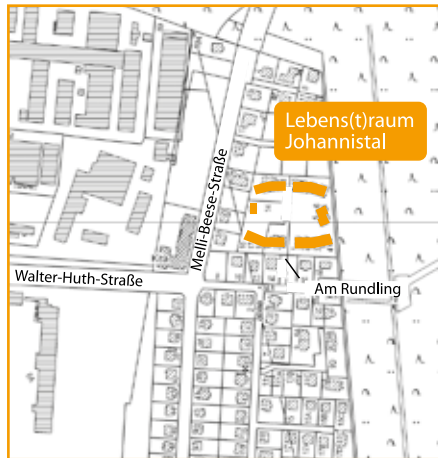 Lebens(t)raum
Johannistal
Melli-Beese-Straße
Walter-Huth-Straße
Am Rundling